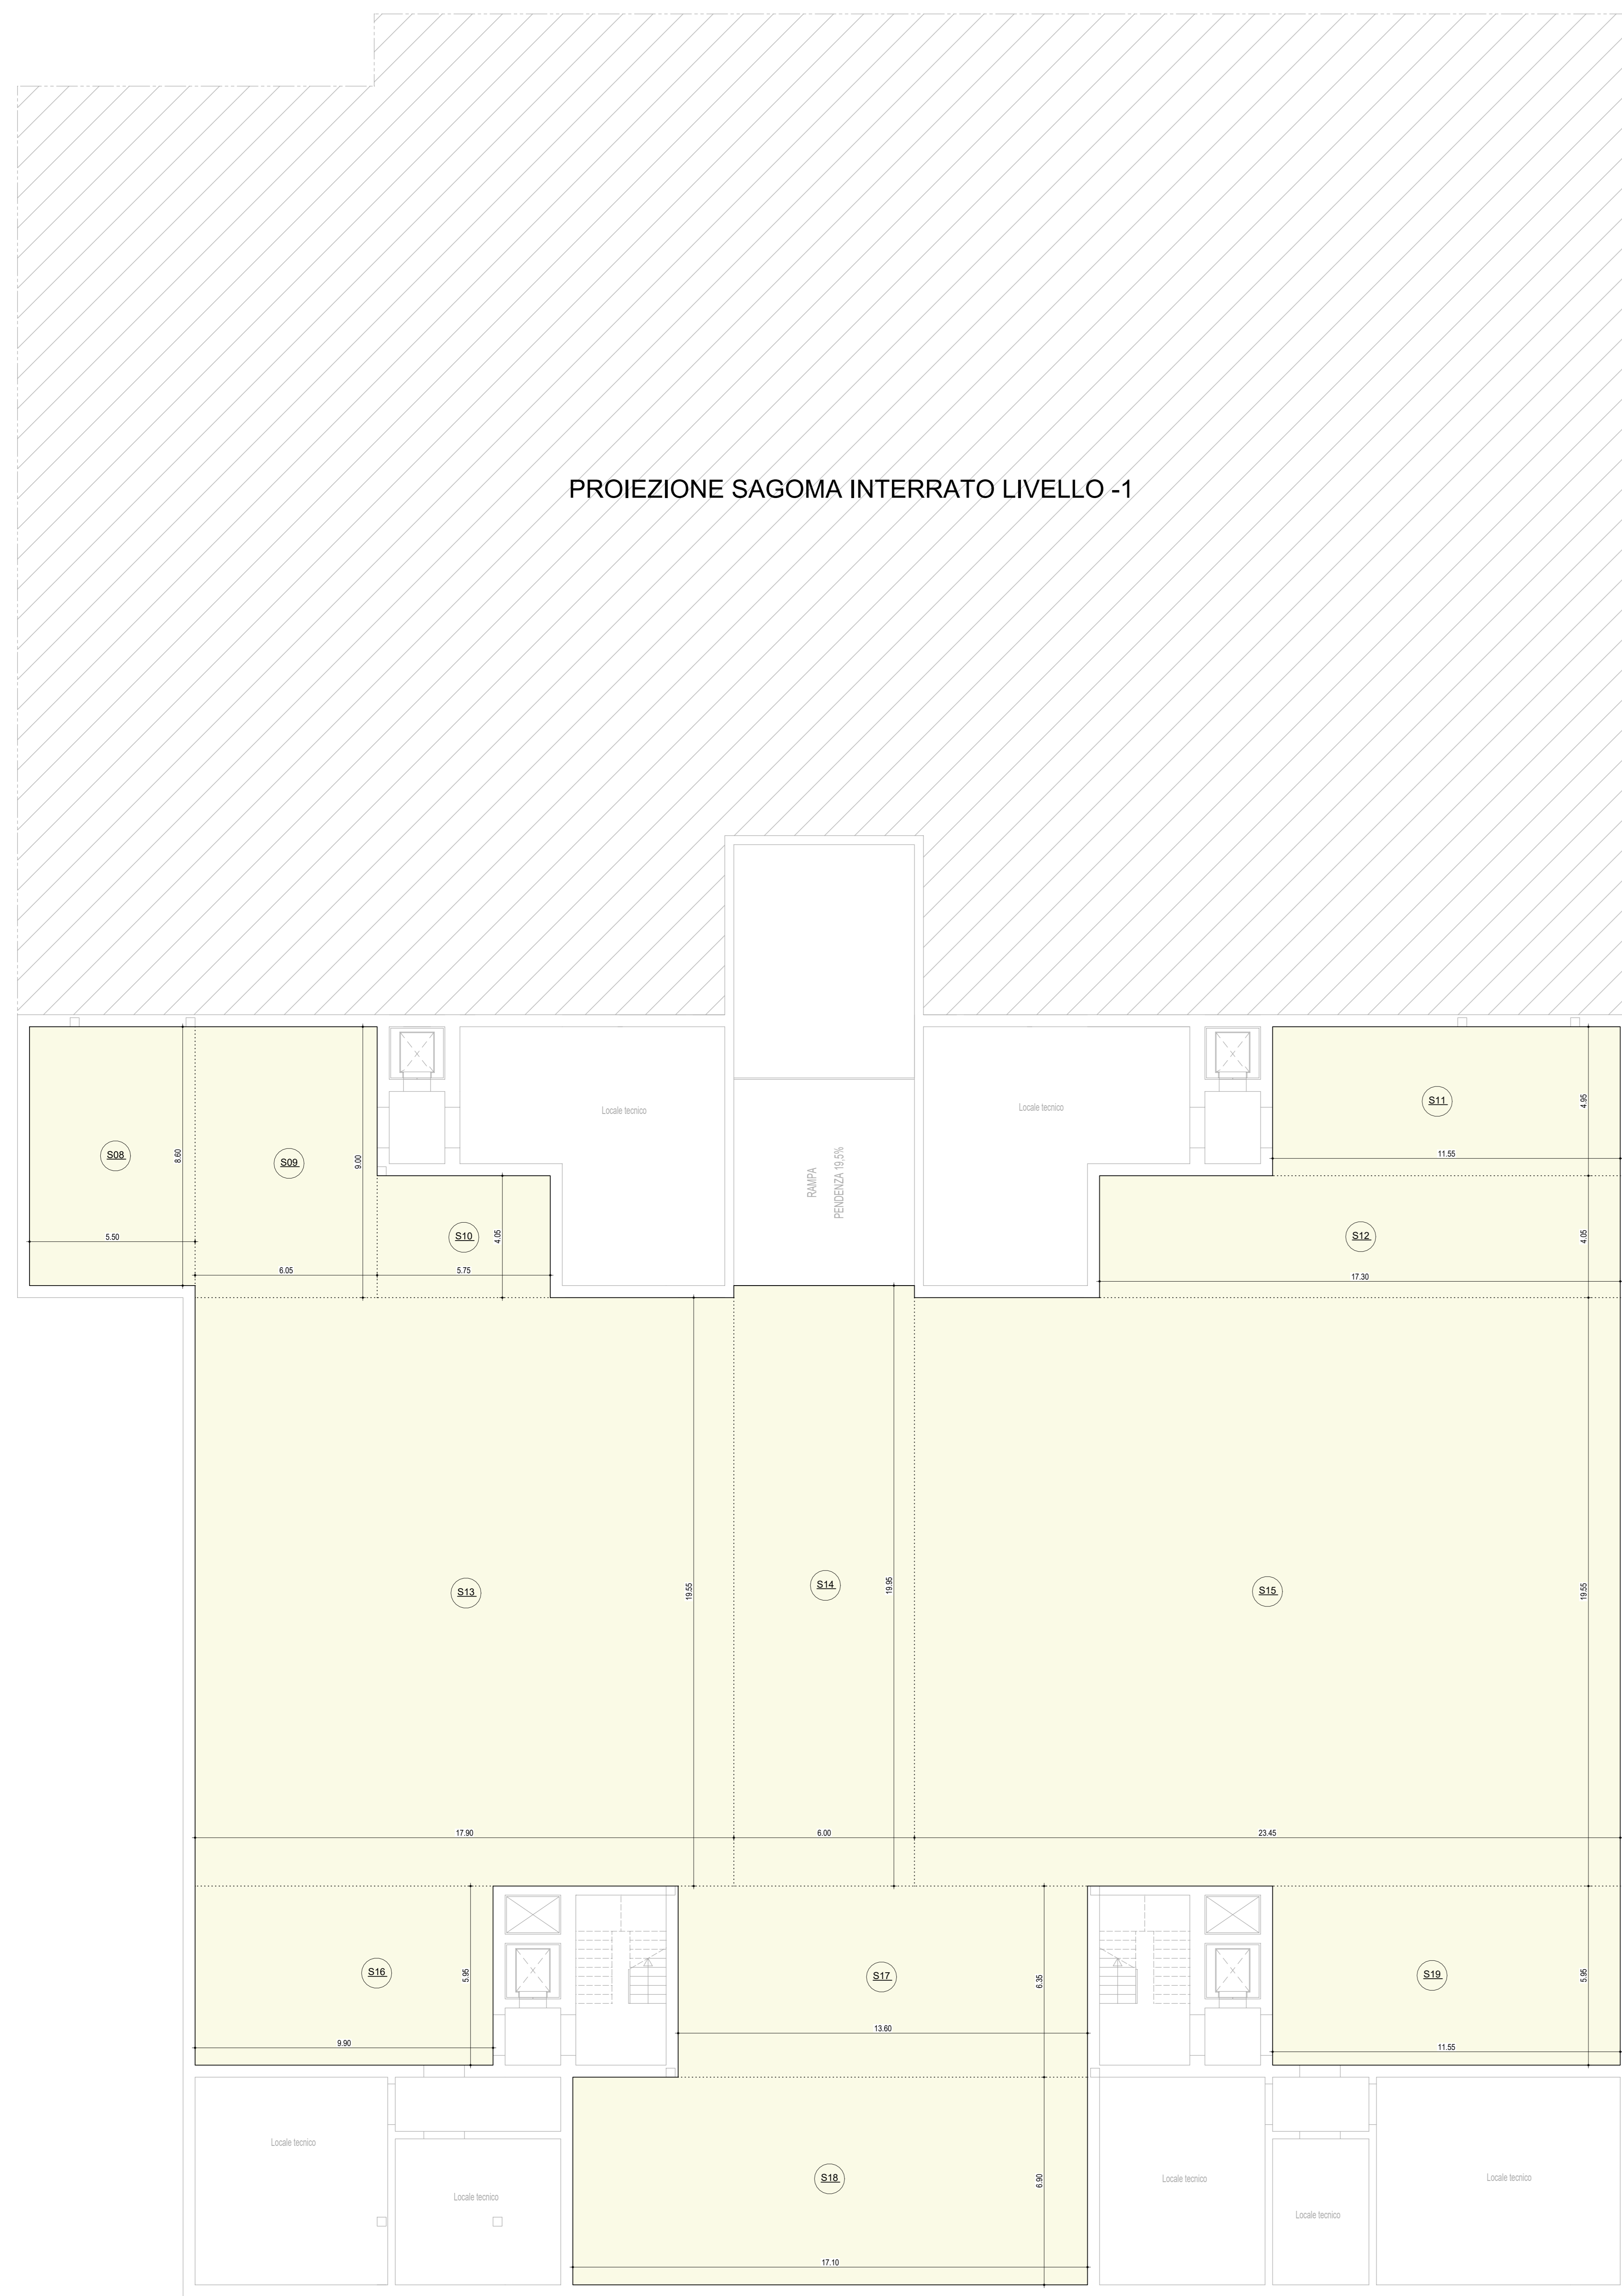 PROIEZIONE SAGOMA INTERRATO LIVELLO -1
Locale tecnico
Locale tecnico
S11
4.95
11.55
S08
8.60
S09
9.00
RAMPA
PENDENZA 19,5%
5.50
S10
4.05
S12
4.05
6.05
5.75
17.30
S13
19.55
S14
19.95
S15
19.55
17.90
6.00
23.45
S16
5.95
S17
6.35
S19
5.95
13.60
9.90
11.55
Locale tecnico
Locale tecnico
S18
6.90
Locale tecnico
Locale tecnico
Locale tecnico
17.10